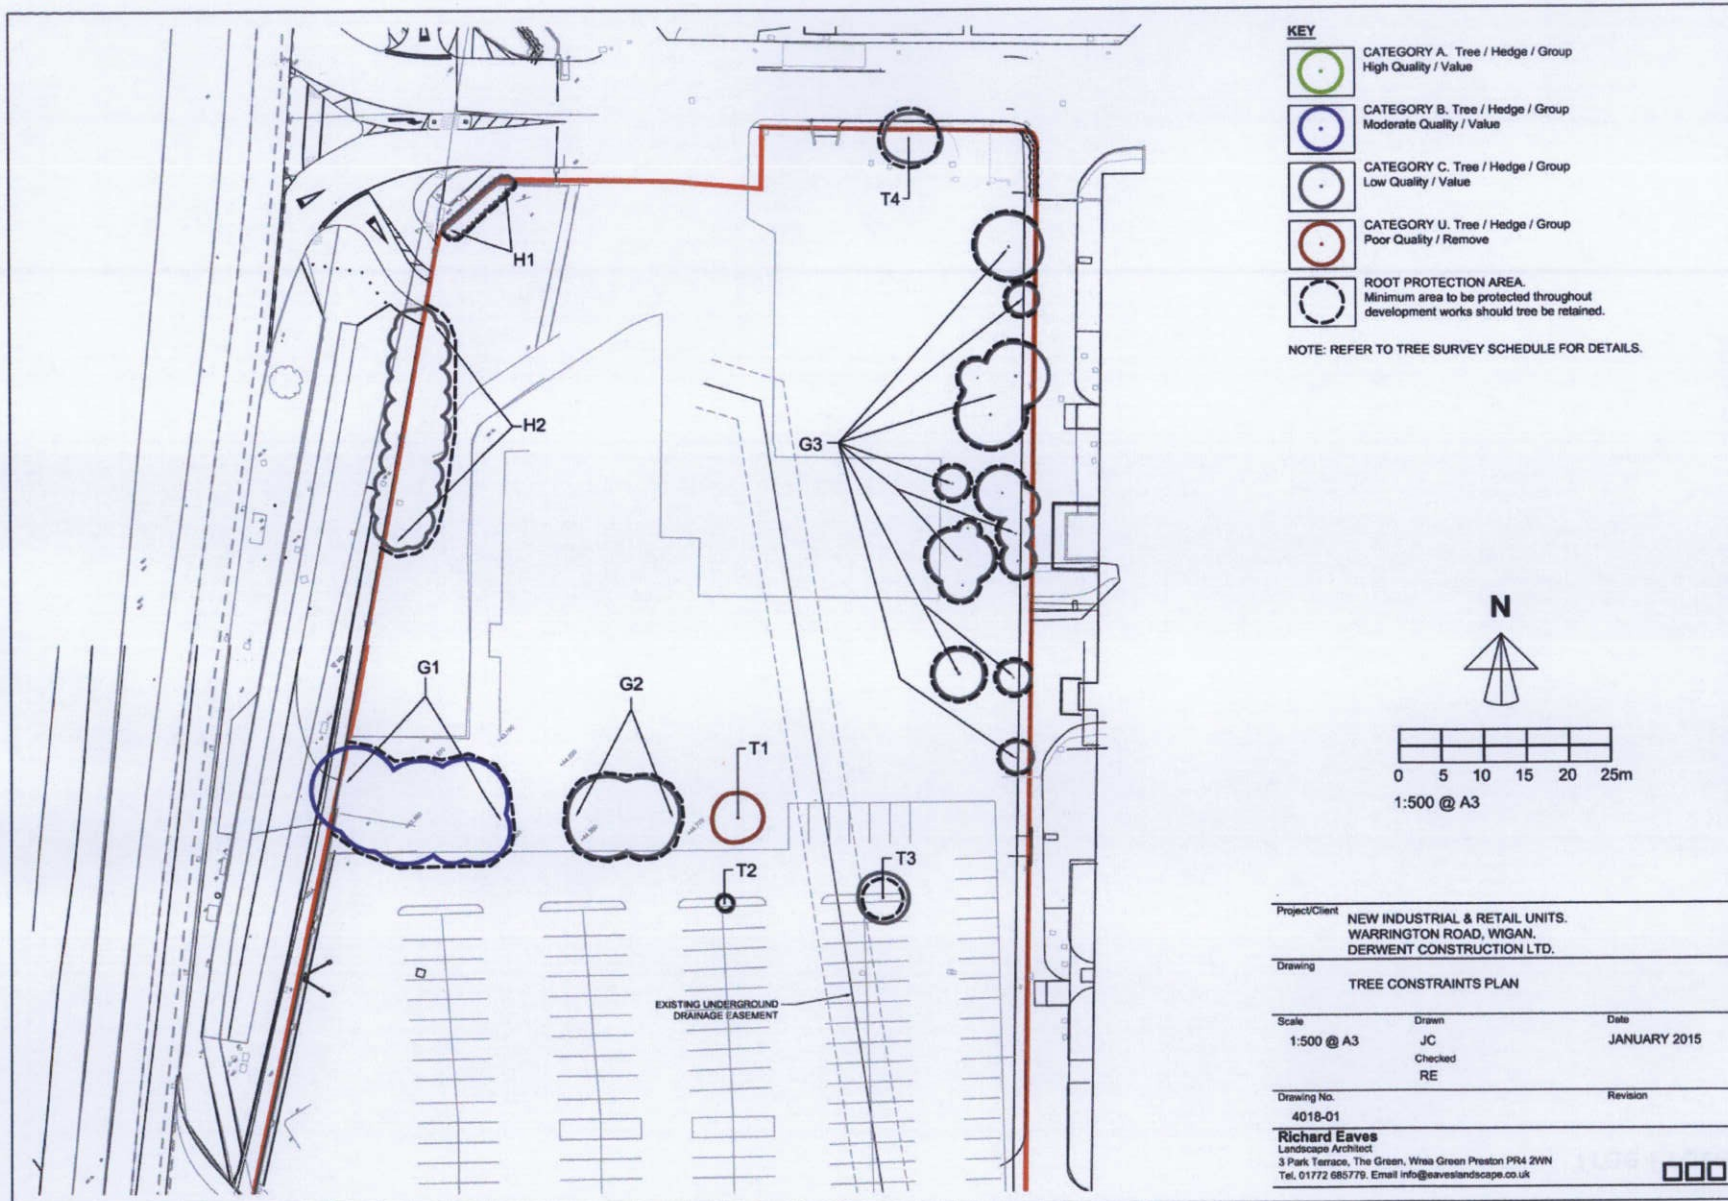 KEY
CATEGORY A. Tree / Hedge / Group
High Quality / Value
CATEGORY B. Tree / Hedge / Group
Moderate Quality / Value
CATEGORY C. Tree / Hedge / Group
Low Quality / Value
CATEGORY U. Tree / Hedge / Group
Poor Quality / Remove
ROOT PROTECTION AREA.
Minimum area to be protected throughout
development works should tree be retained.
NOTE: REFER TO TREE SURVEY SCHEDULE FOR DETAILS.
T4
H1
H2
G3
G1
G2
T1
T2
T3
EXISTING UNDERGROUND
DRAINAGE EASEMENT
N
0 5 10 15 20 25m
1:500 @ A3
Project/Client
NEW INDUSTRIAL & RETAIL UNITS.
WARRINGTON ROAD, WIGAN.
DERWENT CONSTRUCTION LTD.
Drawing
TREE CONSTRAINTS PLAN
Scale Drawn Date
1:500 @ A3 JC JANUARY 2015
Checked
RE
Drawing No. Revision
4018-01
Richard Eaves
Landscape Architect
3 Park Terrace, The Green, Wrea Green Preston PR4 2WN
Tel. 01772 685779. Email info@eaveslandscape.co.uk